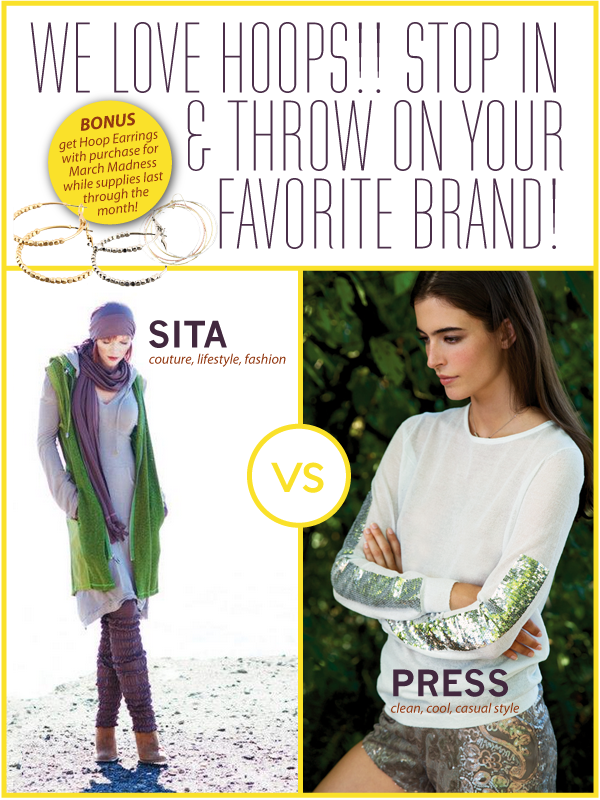 WE LOVE HOOPS!! STOP IN
& THROW ON YOUR
FAVORITE BRAND!
BONUS
get Hoop Earrings
with purchase for
March Madness
while supplies last
through the
month!
SITA
couture, lifestyle, fashion
VS
PRESS
clean, cool, casual style